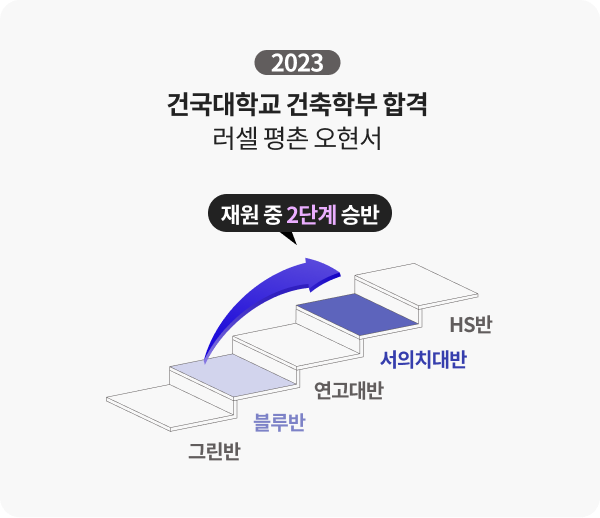 2023
건국대학교 건축학부 합격
러셀 평촌 오현서
재원 중 2단계 승반
HS반
서의치대반
연고대반
블루반
그린반